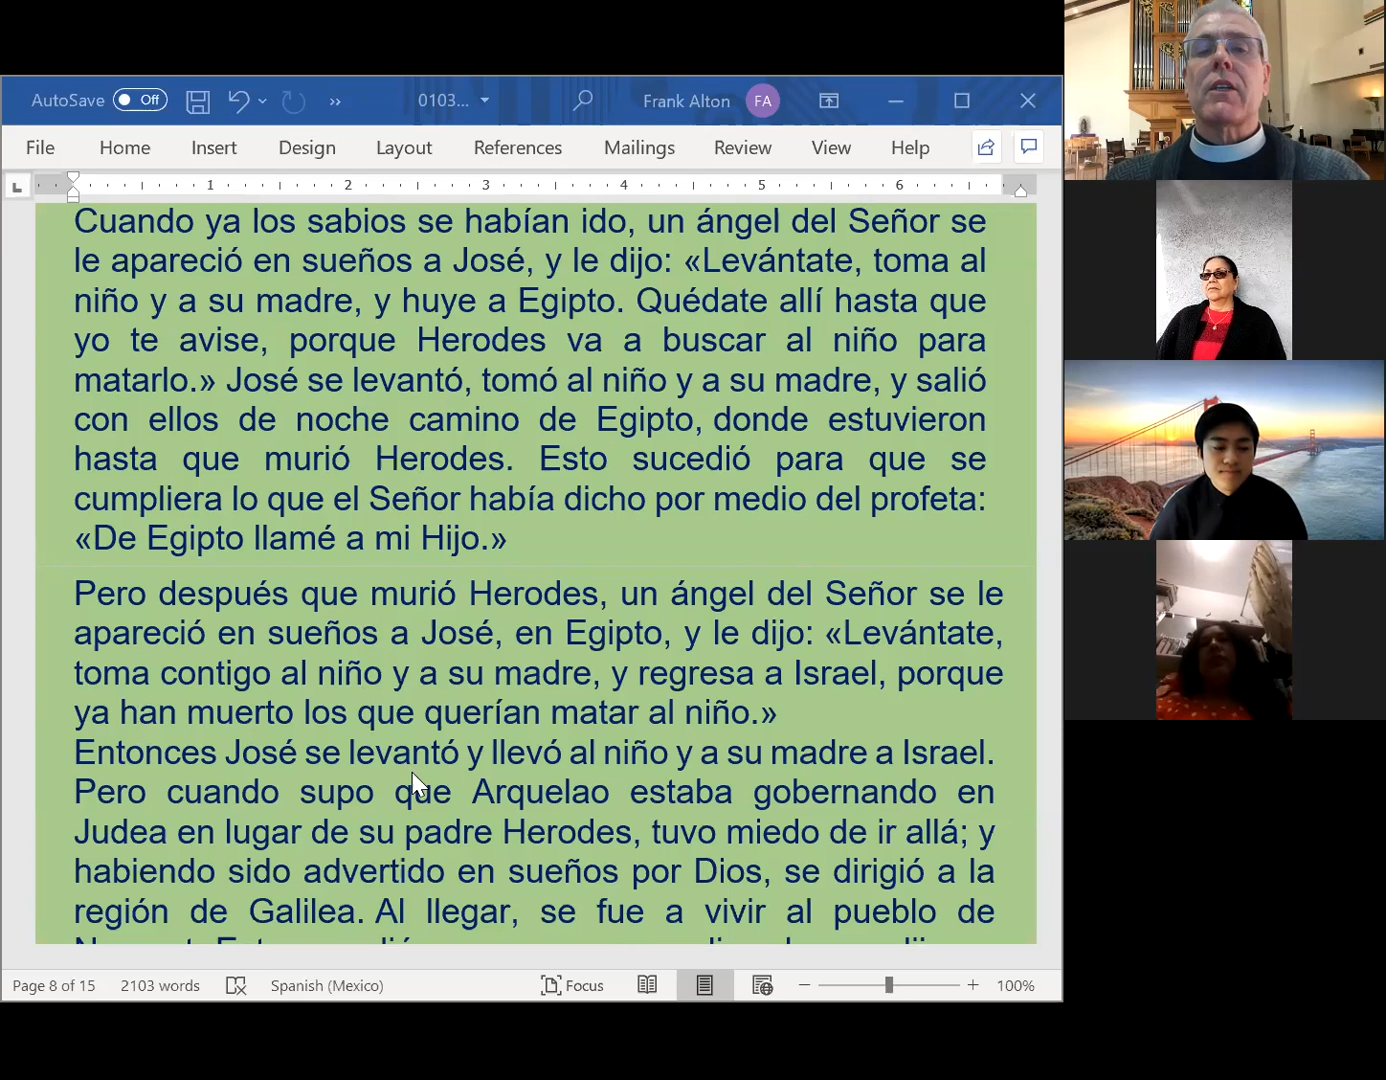 AutoSave Off 0103... Frank Alton FA
File Home Insert Design Layout References Mailings Review View Help
1 2 3 4 5 6
Cuando ya los sabios se habían ido, un ángel del Señor se
le apareció en sueños a José, y le dijo: «Levántate, toma al
niño y a su madre, y huye a Egipto. Quédate allí hasta que
yo te avise, porque Herodes va a buscar al niño para
matarlo.» José se levantó, tomó al niño y a su madre, y salió
con ellos de noche camino de Egipto, donde estuvieron
hasta que murió Herodes. Esto sucedió para que se
cumpliera lo que el Señor había dicho por medio del profeta:
«De Egipto llamé a mi Hijo.»
Pero después que murió Herodes, un ángel del Señor se le
apareció en sueños a José, en Egipto, y le dijo: «Levántate,
toma contigo al niño y a su madre, y regresa a Israel, porque
ya han muerto los que querían matar al niño.»
Entonces José se levantó y llevó al niño y a su madre a Israel.
Pero cuando supo que Arquelao estaba gobernando en
Judea en lugar de su padre Herodes, tuvo miedo de ir allá; y
habiendo sido advertido en sueños por Dios, se dirigió a la
región de Galilea. Al llegar, se fue a vivir al pueblo de
Page 8 of 15 2103 words Spanish (Mexico) Focus 100%